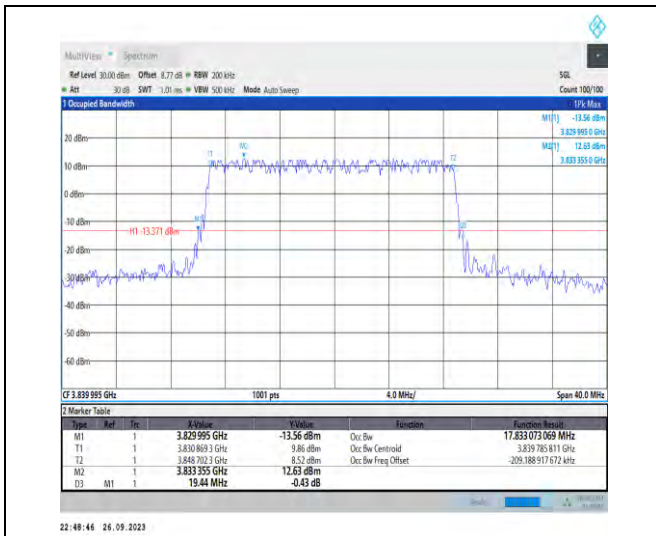 MultiView Spectrum
Ref Level 30.00 dBm Offset 8.77 dB RBW 200 kHz SGL
Att 30 dB SWT 1.01 ms VBW 500 kHz Mode Auto Sweep Count 100/100
1 Occupied Bandwidth 1Pk Max
M1[1] -13.56 dBm
3.829 995 0 GHz
20 dBm M2[1] 12.63 dBm
3.833 355 0 GHz
M2
T1 T2
10 dBm
0 dBm
-10 dBm
M1
H1 -13.371 dBm
-20 dBm
-30 dBm
-40 dBm
-50 dBm
-60 dBm
CF 3.839 995 GHz 1001 pts 4.0 MHz/ Span 40.0 MHz
2 Marker Table
Type Ref Trc X-Value Y-Value Function Function Result
M1 1 3.829 995 GHz -13.56 dBm Occ Bw 17.833 073 069 MHz
T1 1 3.830 869 3 GHz 9.86 dBm Occ Bw Centroid 3.839 785 811 GHz
T2 1 3.848 702 3 GHz 8.52 dBm Occ Bw Freq Offset -209.188 917 672 kHz
M2 1 3.833 355 GHz 12.63 dBm
D3 M1 1 19.44 MHz -0.43 dB
22:48:46 26.09.2023